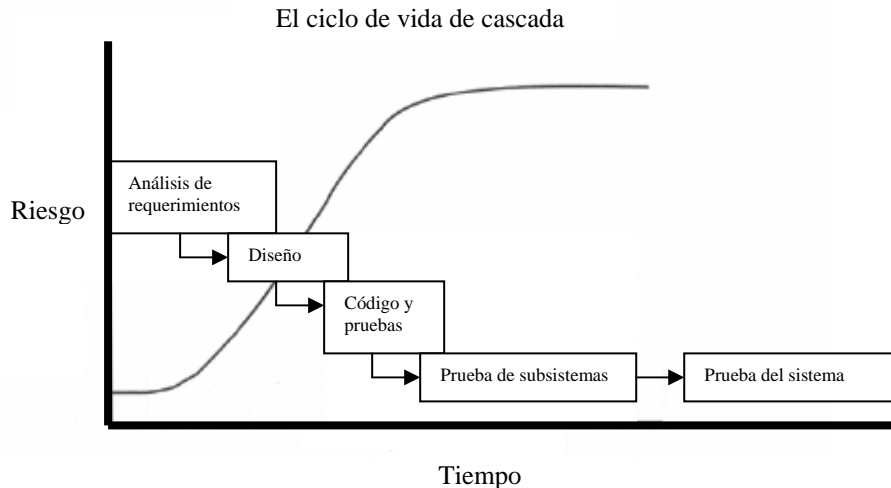 El ciclo de vida de cascada
Análisis de
requerimientos
Riesgo
Diseño
Código y
pruebas
Prueba de subsistemas
Prueba del sistema
Tiempo